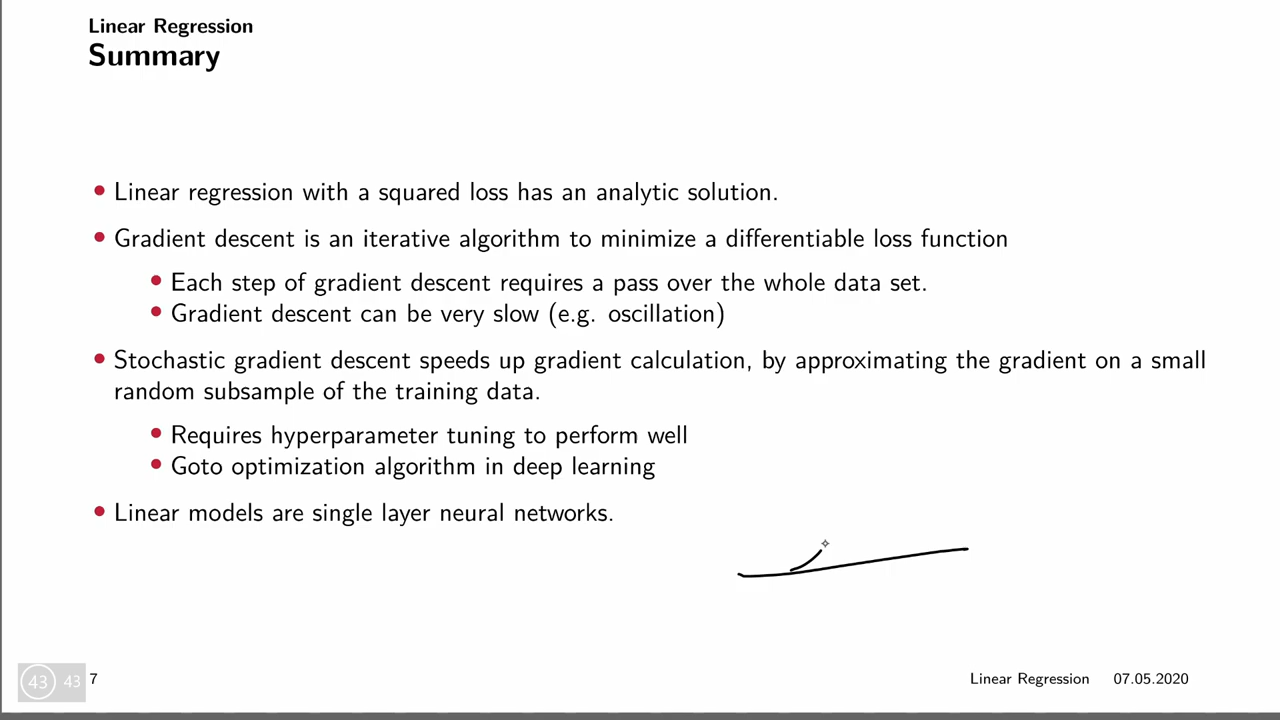 Linear Regression
Summary
• Linear regression with a squared loss has an analytic solution.
• Gradient descent is an iterative algorithm to minimize a differentiable loss function
• Each step of gradient descent requires a pass over the whole data set.
• Gradient descent can be very slow (e.g. oscillation)
• Stochastic gradient descent speeds up gradient calculation, by approximating the gradient on a small
random subsample of the training data.
• Requires hyperparameter tuning to perform well
• Goto optimization algorithm in deep learning
• Linear models are single layer neural networks.
43 43 7 Linear Regression 07.05.2020